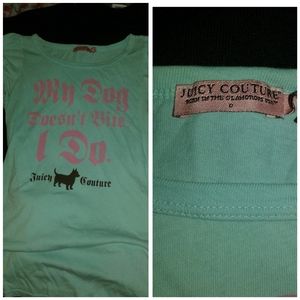 My Dog
Doesn't Bite.
I Do.
Juicy Couture
JUICY COUTURE
BORN IN THE GLAMOROUS USA